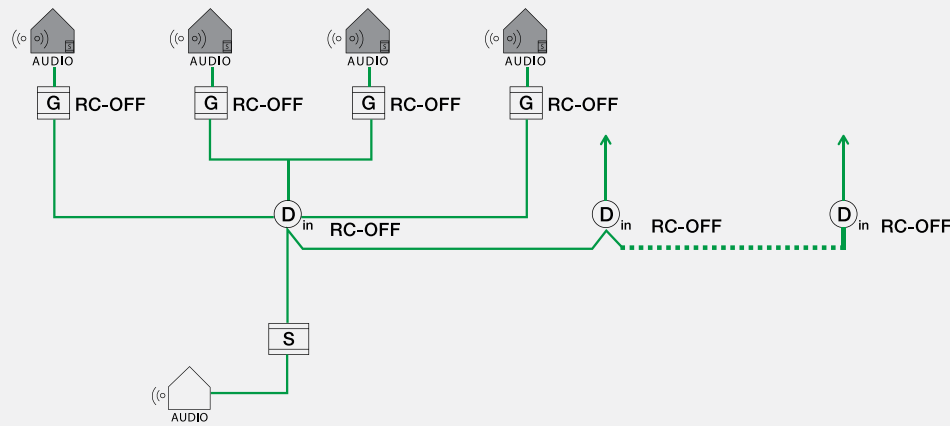 S S S S
AUDIO AUDIO AUDIO AUDIO
G RC-OFF G RC-OFF G RC-OFF G RC-OFF
D in RC-OFF D in RC-OFF D in RC-OFF
S
AUDIO